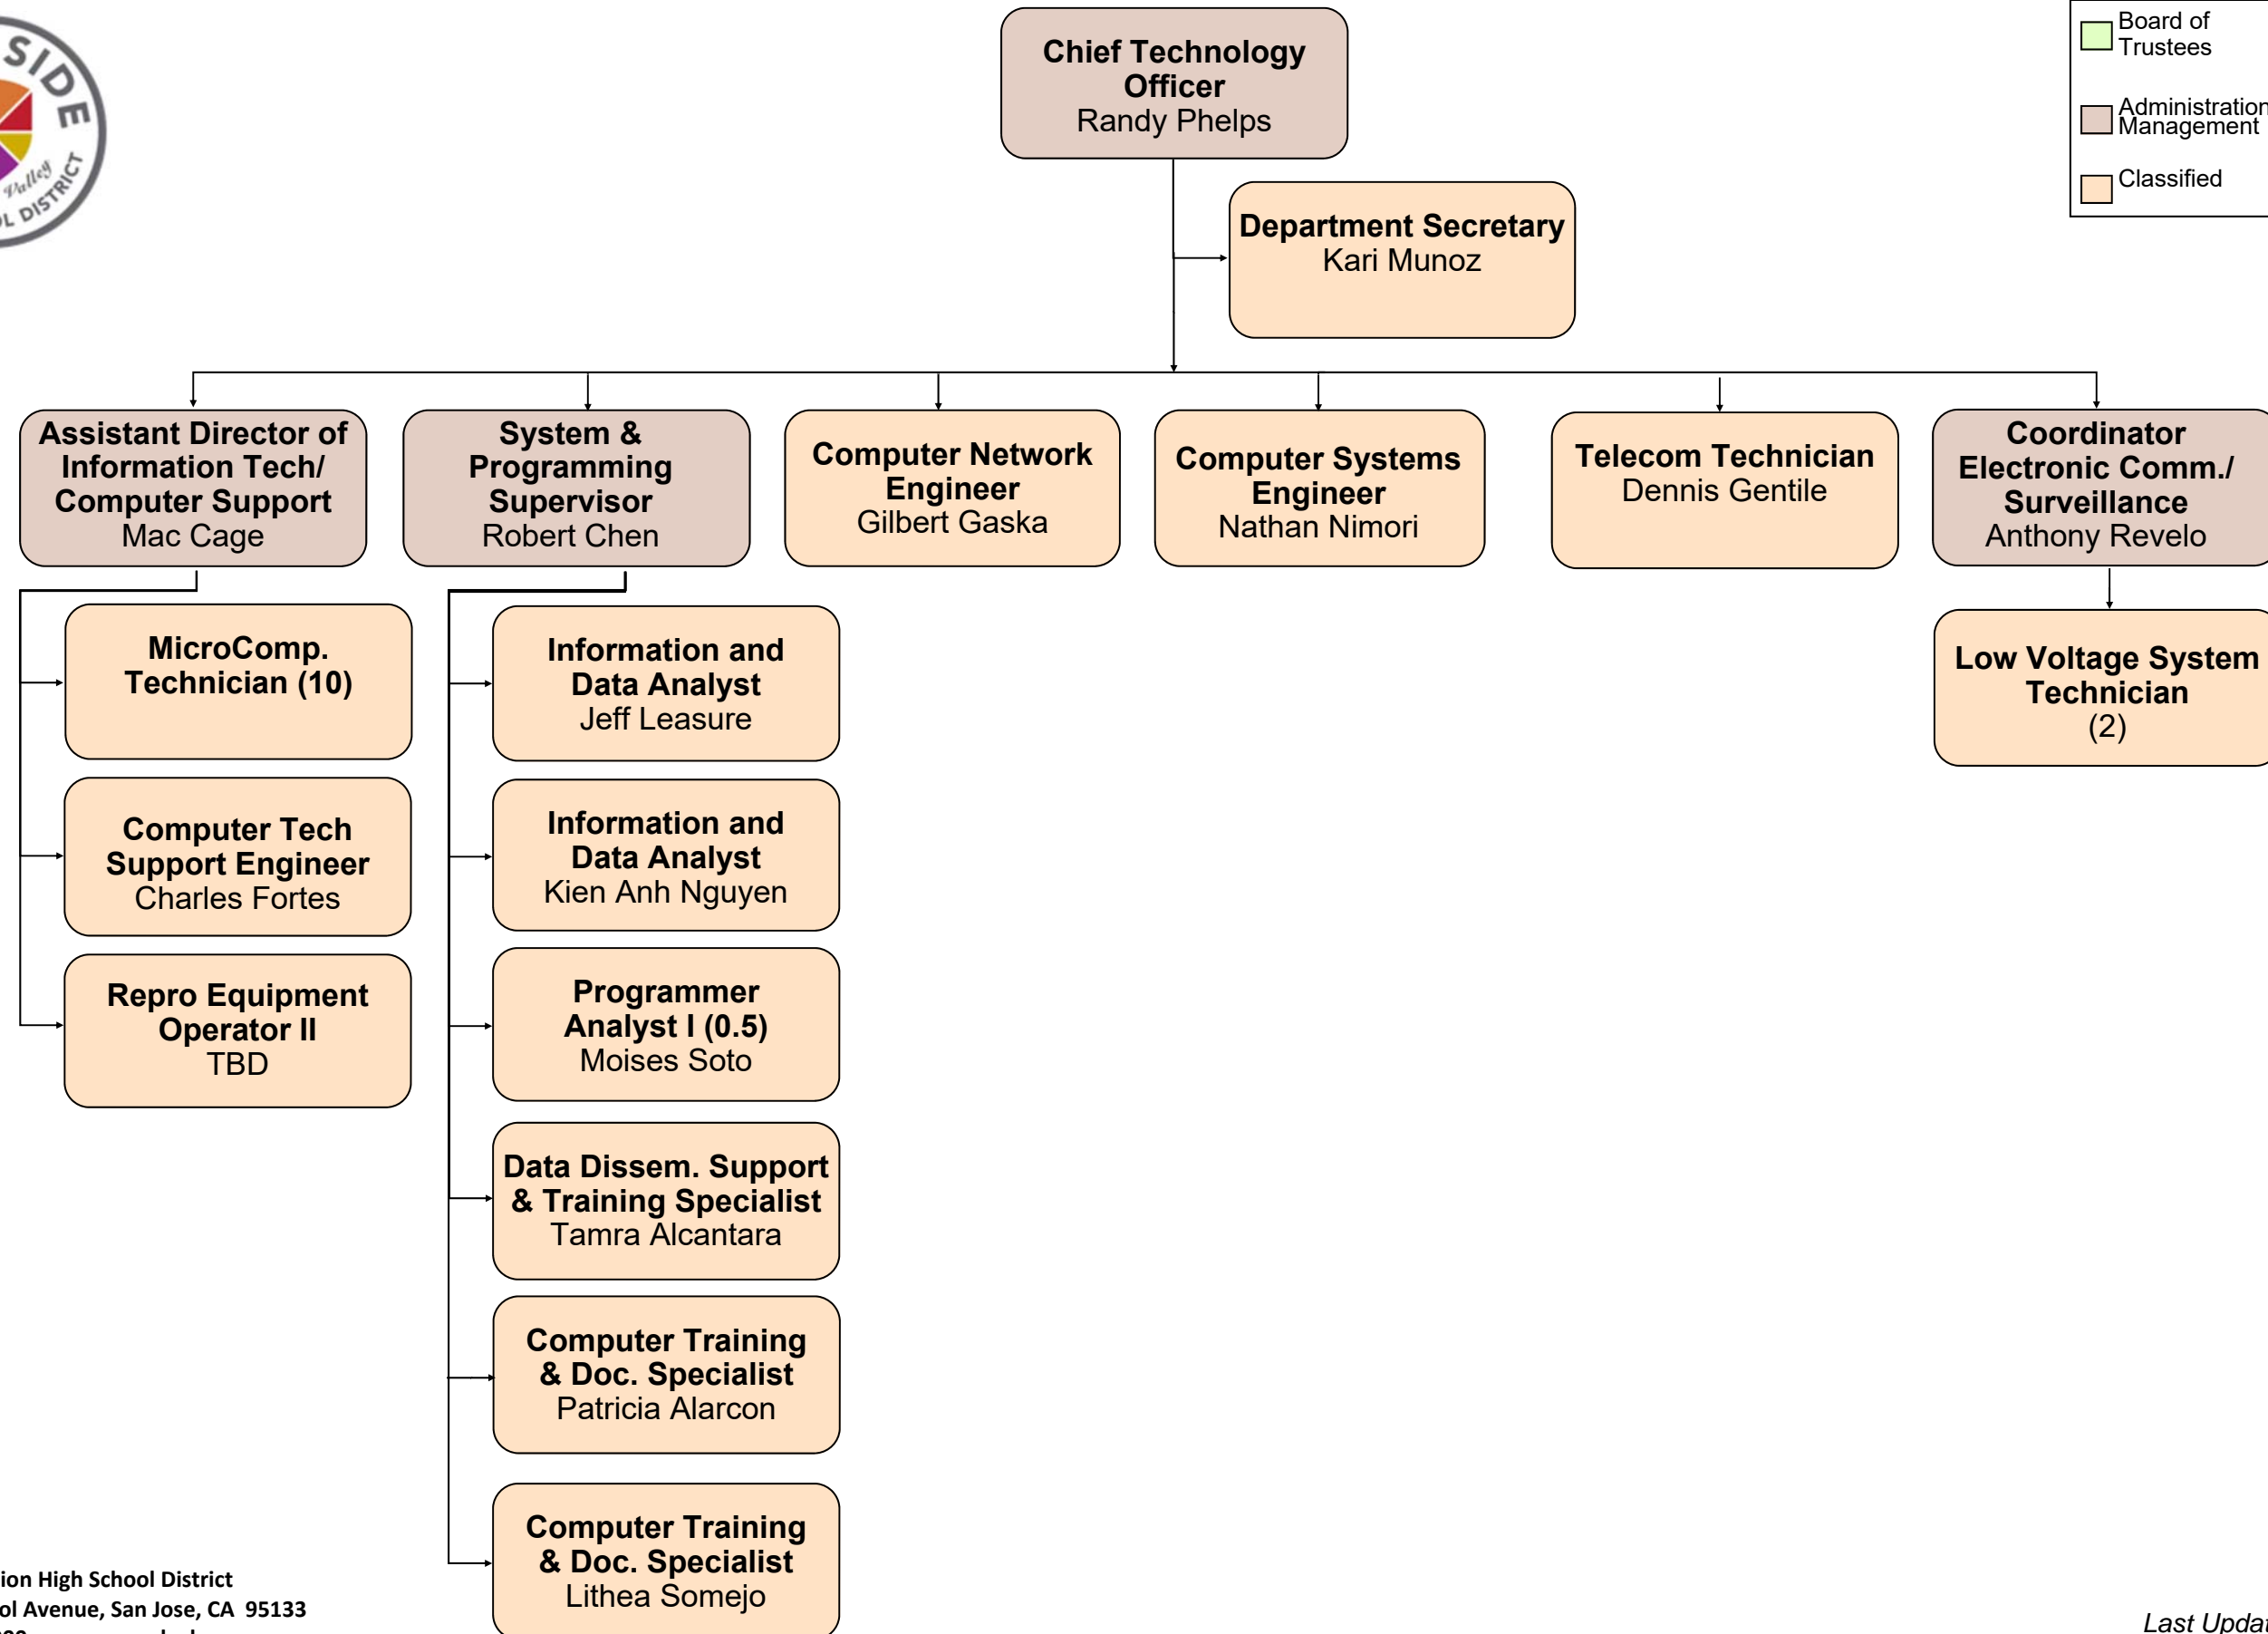 SIDE
Valley
DISTRICT
Chief Technology
Officer
Randy Phelps
Board of
Trustees
Administration
Management
Classified
Department Secretary
Kari Munoz
Assistant Director of
Information Tech/
Computer Support
Mac Cage
System &
Programming
Supervisor
Robert Chen
Computer Network
Engineer
Gilbert Gaska
Computer Systems
Engineer
Nathan Nimori
Telecom Technician
Dennis Gentile
Coordinator
Electronic Comm./
Surveillance
Anthony Revelo
MicroComp.
Technician (10)
Computer Tech
Support Engineer
Charles Fortes
Repro Equipment
Operator II
TBD
Information and
Data Analyst
Jeff Leasure
Information and
Data Analyst
Kien Anh Nguyen
Programmer
Analyst I (0.5)
Moises Soto
Data Dissem. Support
& Training Specialist
Tamra Alcantara
Computer Training
& Doc. Specialist
Patricia Alarcon
Computer Training
& Doc. Specialist
Lithea Somejo
Low Voltage System
Technician
(2)
ion High School District
ol Avenue, San Jose, CA 95133
Last Updat